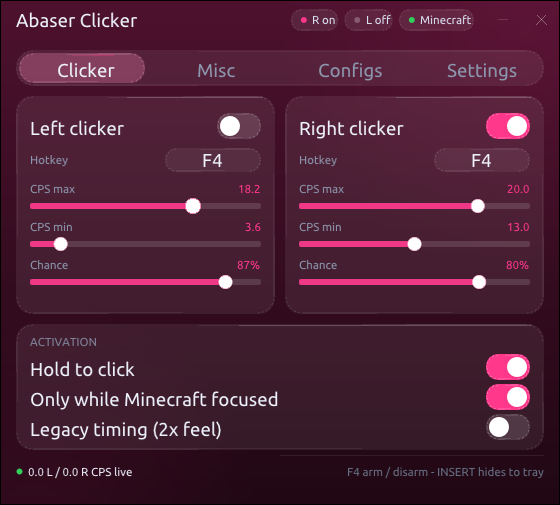 Abaser Clicker
R on
L off
Minecraft
Clicker
Misc
Configs
Settings
Left clicker
Hotkey
F4
CPS max
18.2
CPS min
3.6
Chance
87%
Right clicker
Hotkey
F4
CPS max
20.0
CPS min
13.0
Chance
80%
ACTIVATION
Hold to click
Only while Minecraft focused
Legacy timing (2x feel)
0.0 L / 0.0 R CPS live
F4 arm / disarm - INSERT hides to tray